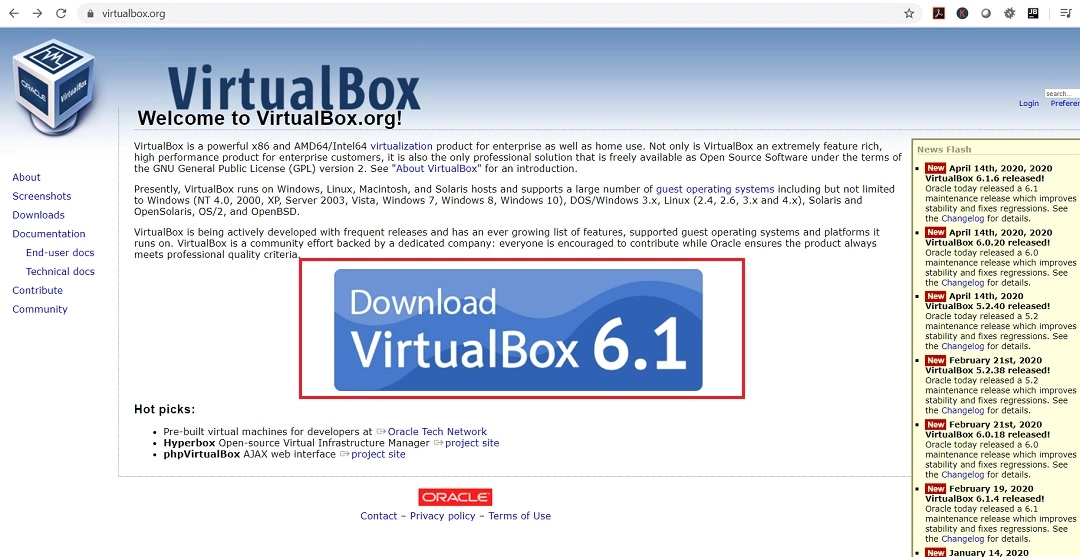 virtualbox.org
ORACLE
VirtualBox
VirtualBox
search...
Login Prefere
Welcome to VirtualBox.org!
VirtualBox is a powerful x86 and AMD64/Intel64 virtualization product for enterprise as well as home use. Not only is VirtualBox an extremely feature rich,
high performance product for enterprise customers, it is also the only professional solution that is freely available as Open Source Software under the terms of
the GNU General Public License (GPL) version 2. See "About VirtualBox" for an introduction.
Presently, VirtualBox runs on Windows, Linux, Macintosh, and Solaris hosts and supports a large number of guest operating systems including but not limited
to Windows (NT 4.0, 2000, XP, Server 2003, Vista, Windows 7, Windows 8, Windows 10), DOS/Windows 3.x, Linux (2.4, 2.6, 3.x and 4.x), Solaris and
OpenSolaris, OS/2, and OpenBSD.
VirtualBox is being actively developed with frequent releases and has an ever growing list of features, supported guest operating systems and platforms it
runs on. VirtualBox is a community effort backed by a dedicated company: everyone is encouraged to contribute while Oracle ensures the product always
meets professional quality criteria.
About
Screenshots
Downloads
Documentation
End-user docs
Technical docs
Contribute
Community
Download
VirtualBox 6.1
Hot picks:
Pre-built virtual machines for developers at Oracle Tech Network
Hyperbox Open-source Virtual Infrastructure Manager project site
phpVirtualBox AJAX web interface project site
ORACLE
Contact – Privacy policy – Terms of Use
News Flash
New April 14th, 2020, 2020
VirtualBox 6.1.6 released!
Oracle today released a 6.1
maintenance release which improves
stability and fixes regressions. See
the Changelog for details.
New April 14th, 2020, 2020
VirtualBox 6.0.20 released!
Oracle today released a 6.0
maintenance release which improves
stability and fixes regressions. See
the Changelog for details.
New April 14th, 2020
VirtualBox 5.2.40 released!
Oracle today released a 5.2
maintenance release which improves
stability and fixes regressions. See
the Changelog for details.
New February 21st, 2020
VirtualBox 5.2.38 released!
Oracle today released a 5.2
maintenance release which improves
stability and fixes regressions. See
the Changelog for details.
New February 21st, 2020
VirtualBox 6.0.18 released!
Oracle today released a 6.0
maintenance release which improves
stability and fixes regressions. See
the Changelog for details.
New February 19, 2020
VirtualBox 6.1.4 released!
Oracle today released a 6.1
maintenance release which improves
stability and fixes regressions. See
the Changelog for details.
New January 14, 2020